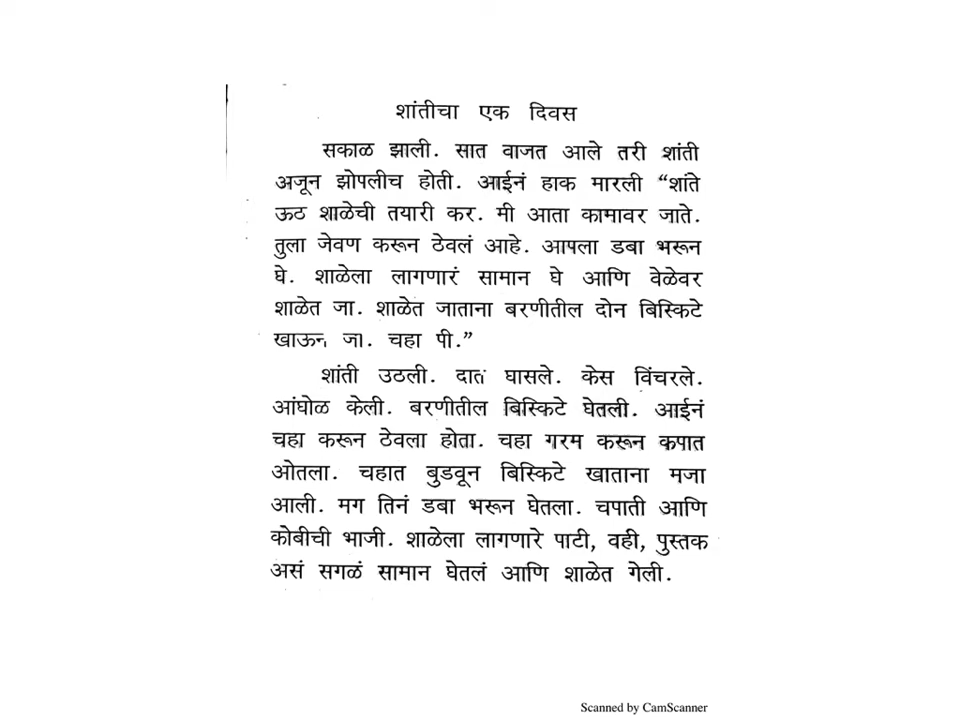 शांतीचा एक दिवस
सकाळ झाली. सात वाजत आले तरी शांती
अजून झोपलीच होती. आईनं हाक मारली “शांते
ऊठ शाळेची तयारी कर. मी आता कामावर जाते.
तुला जेवण करून ठेवलं आहे. आपला डबा भरून
घे. शाळेला लागणारं सामान घे आणि वेळेवर
शाळेत जा. शाळेत जाताना बरणीतील दोन बिस्किटे
खाऊन जा. चहा पी.”
शांती उठली. दात घासले. केस विंचरले.
आंघोळ केली. बरणीतील बिस्किटे घेतली. आईनं
चहा करून ठेवला होता. चहा गरम करून कपात
ओतला. चहात बुडवून बिस्किटे खाताना मजा
आली. मग तिनं डबा भरून घेतला. चपाती आणि
कोबीची भाजी. शाळेला लागणारे पाटी, वही, पुस्तक
असं सगळं सामान घेतलं आणि शाळेत गेली.
Scanned by CamScanner